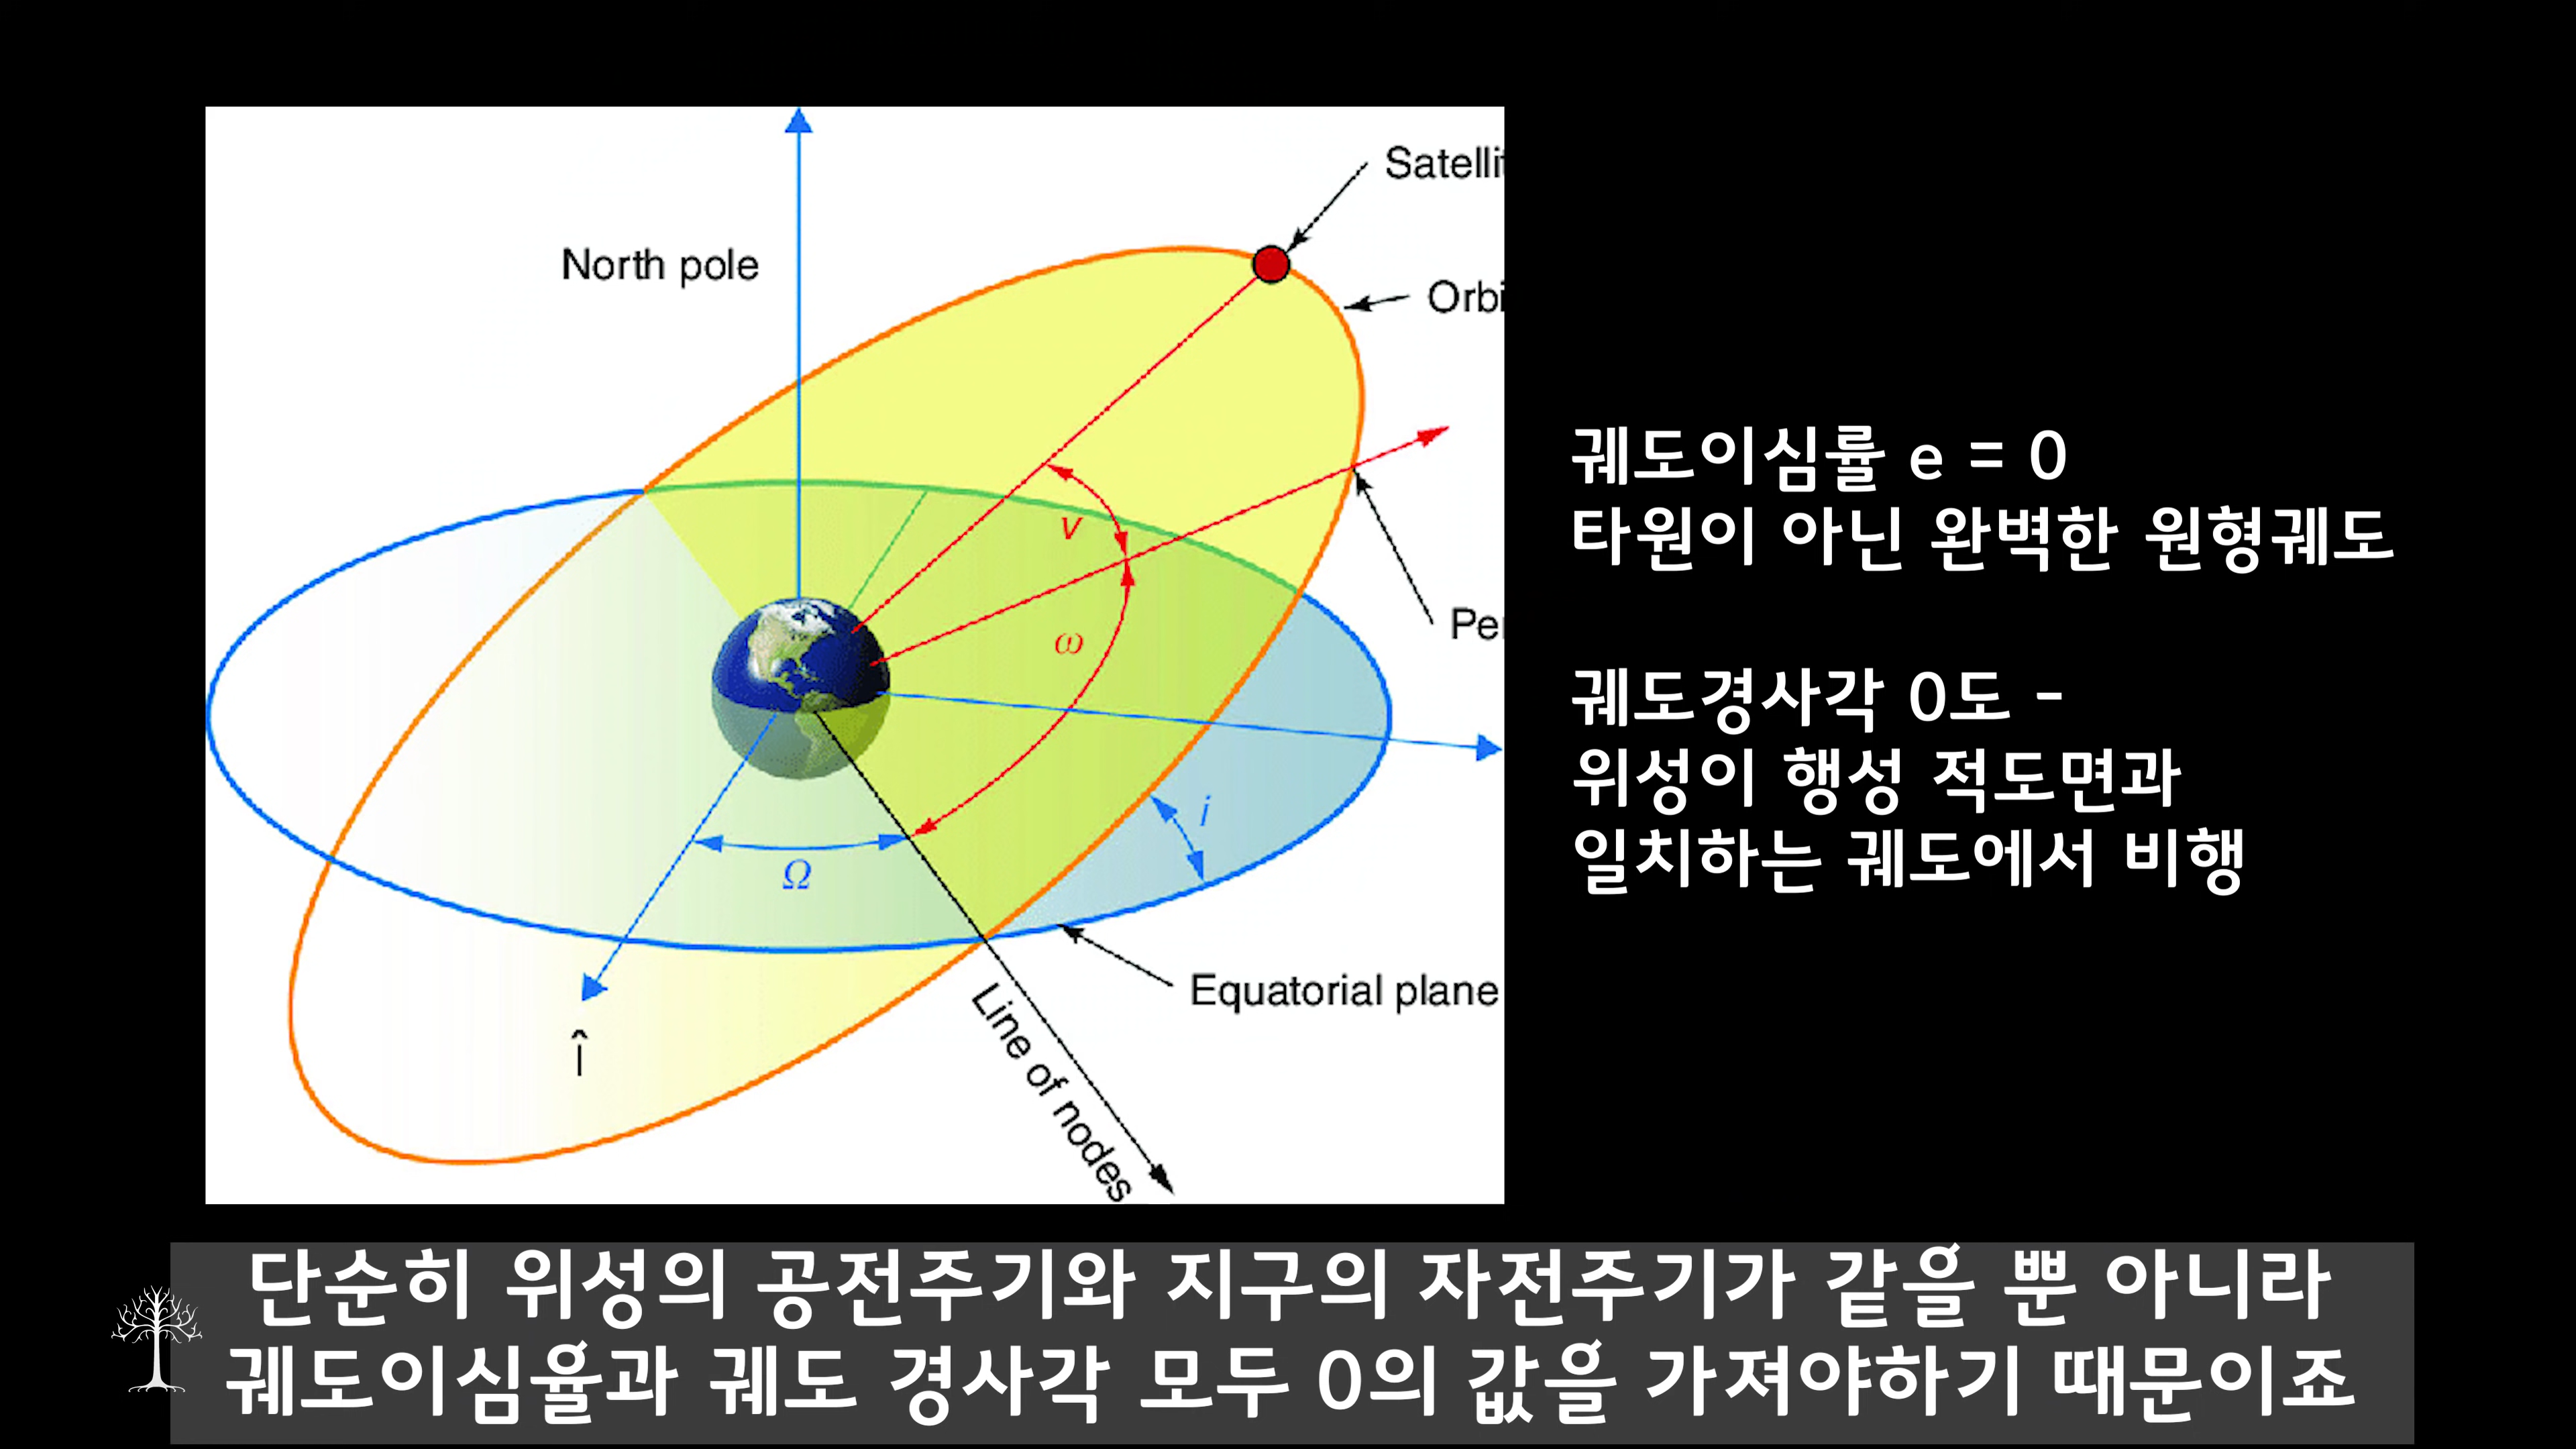 North pole
Satellit
Orbi
v
ω
Per
i
Ω
Equatorial plane
î
Line of nodes
궤도이심률 e = 0
타원이 아닌 완벽한 원형궤도
궤도경사각 0도 -
위성이 행성 적도면과
일치하는 궤도에서 비행
단순히 위성의 공전주기와 지구의 자전주기가 같을 뿐 아니라
궤도이심율과 궤도 경사각 모두 0의 값을 가져야하기 때문이죠